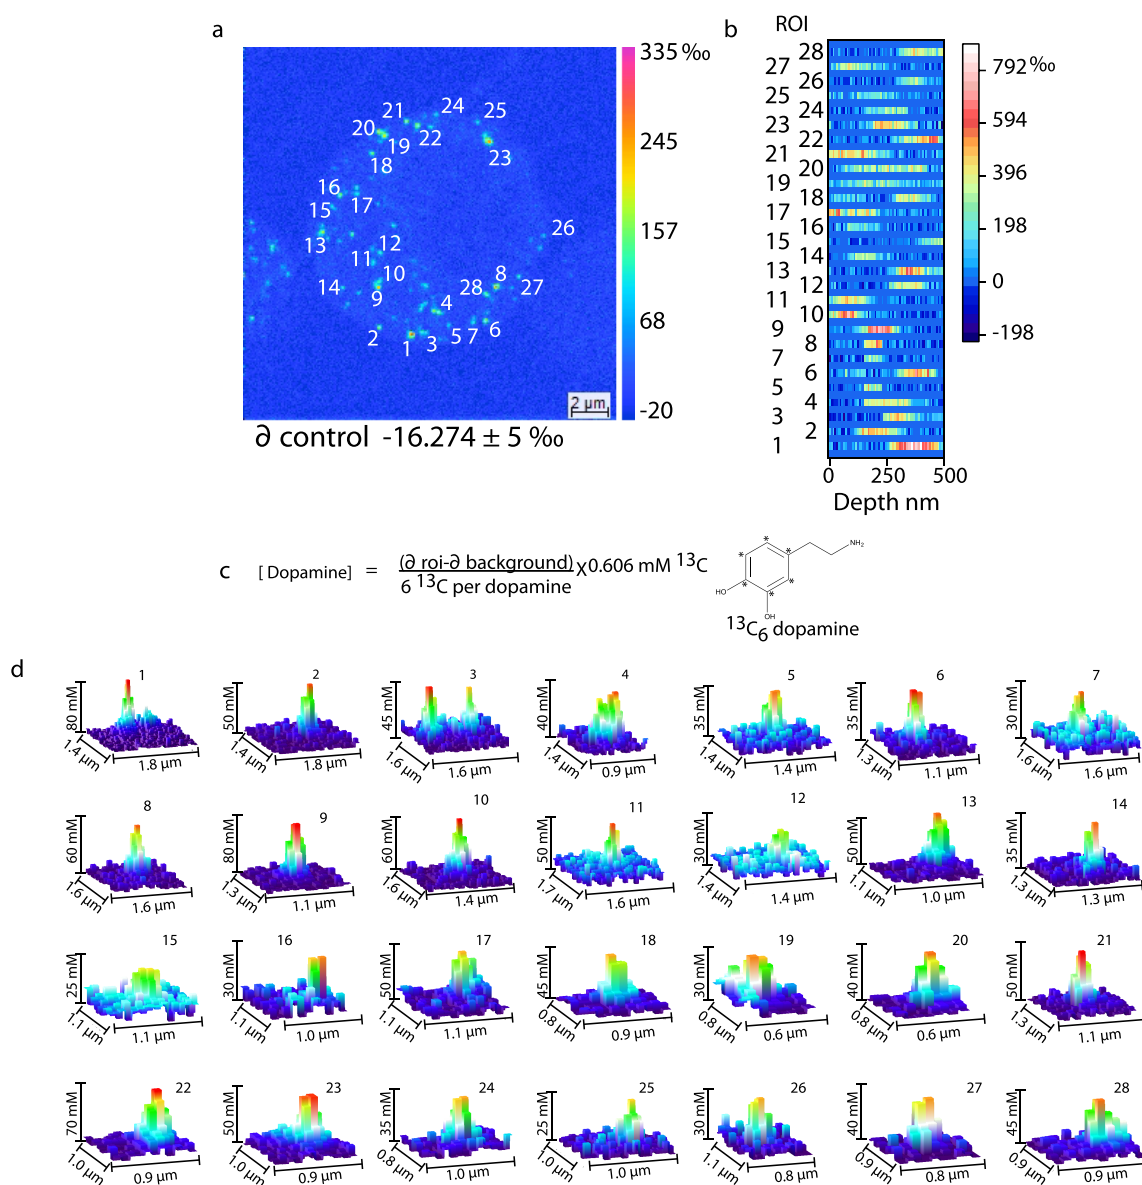 a
335 ‰
245
157
68
-20
24
21
25
20
22
19
23
18
16
17
15
26
13
12
11
10
8
14
28
27
9
4
2
5
7
6
1
3
2 µm
∂ control -16.274 ± 5 ‰
b
ROI
28
27
26
25
24
23
22
21
20
19
18
17
16
15
14
13
12
11
10
9
8
7
6
5
4
3
2
1
792 ‰
594
396
198
0
-198
0 250 500
Depth nm
c [ Dopamine] = (∂ roi-∂ background) x0.606 mM ¹³C
6 ¹³C per dopamine
NH₂
HO
OH
¹³C₆ dopamine
d
1 80 mM 1.4 µm 1.8 µm
2 50 mM 1.4 µm 1.8 µm
3 45 mM 1.6 µm 1.6 µm
4 40 mM 1.4 µm 0.9 µm
5 35 mM 1.4 µm 1.4 µm
6 35 mM 1.3 µm 1.1 µm
7 30 mM 1.6 µm 1.6 µm
8 60 mM 1.6 µm 1.6 µm
9 80 mM 1.3 µm 1.1 µm
10 60 mM 1.6 µm 1.4 µm
11 50 mM 1.7 µm 1.6 µm
12 30 mM 1.4 µm 1.4 µm
13 50 mM 1.1 µm 1.0 µm
14 35 mM 1.3 µm 1.3 µm
15 25 mM 1.1 µm 1.1 µm
16 30 mM 1.1 µm 1.0 µm
17 40 mM 1.1 µm 1.1 µm
18 45 mM 0.8 µm 0.9 µm
19 30 mM 0.8 µm 0.6 µm
20 40 mM 0.8 µm 0.6 µm
21 50 mM 1.3 µm 1.1 µm
22 70 mM 1.0 µm 0.9 µm
23 50 mM 1.0 µm 0.9 µm
24 35 mM 0.8 µm 1.0 µm
25 25 mM 1.0 µm 1.0 µm
26 30 mM 1.1 µm 0.8 µm
27 40 mM 0.9 µm 0.8 µm
28 45 mM 0.9 µm 0.9 µm